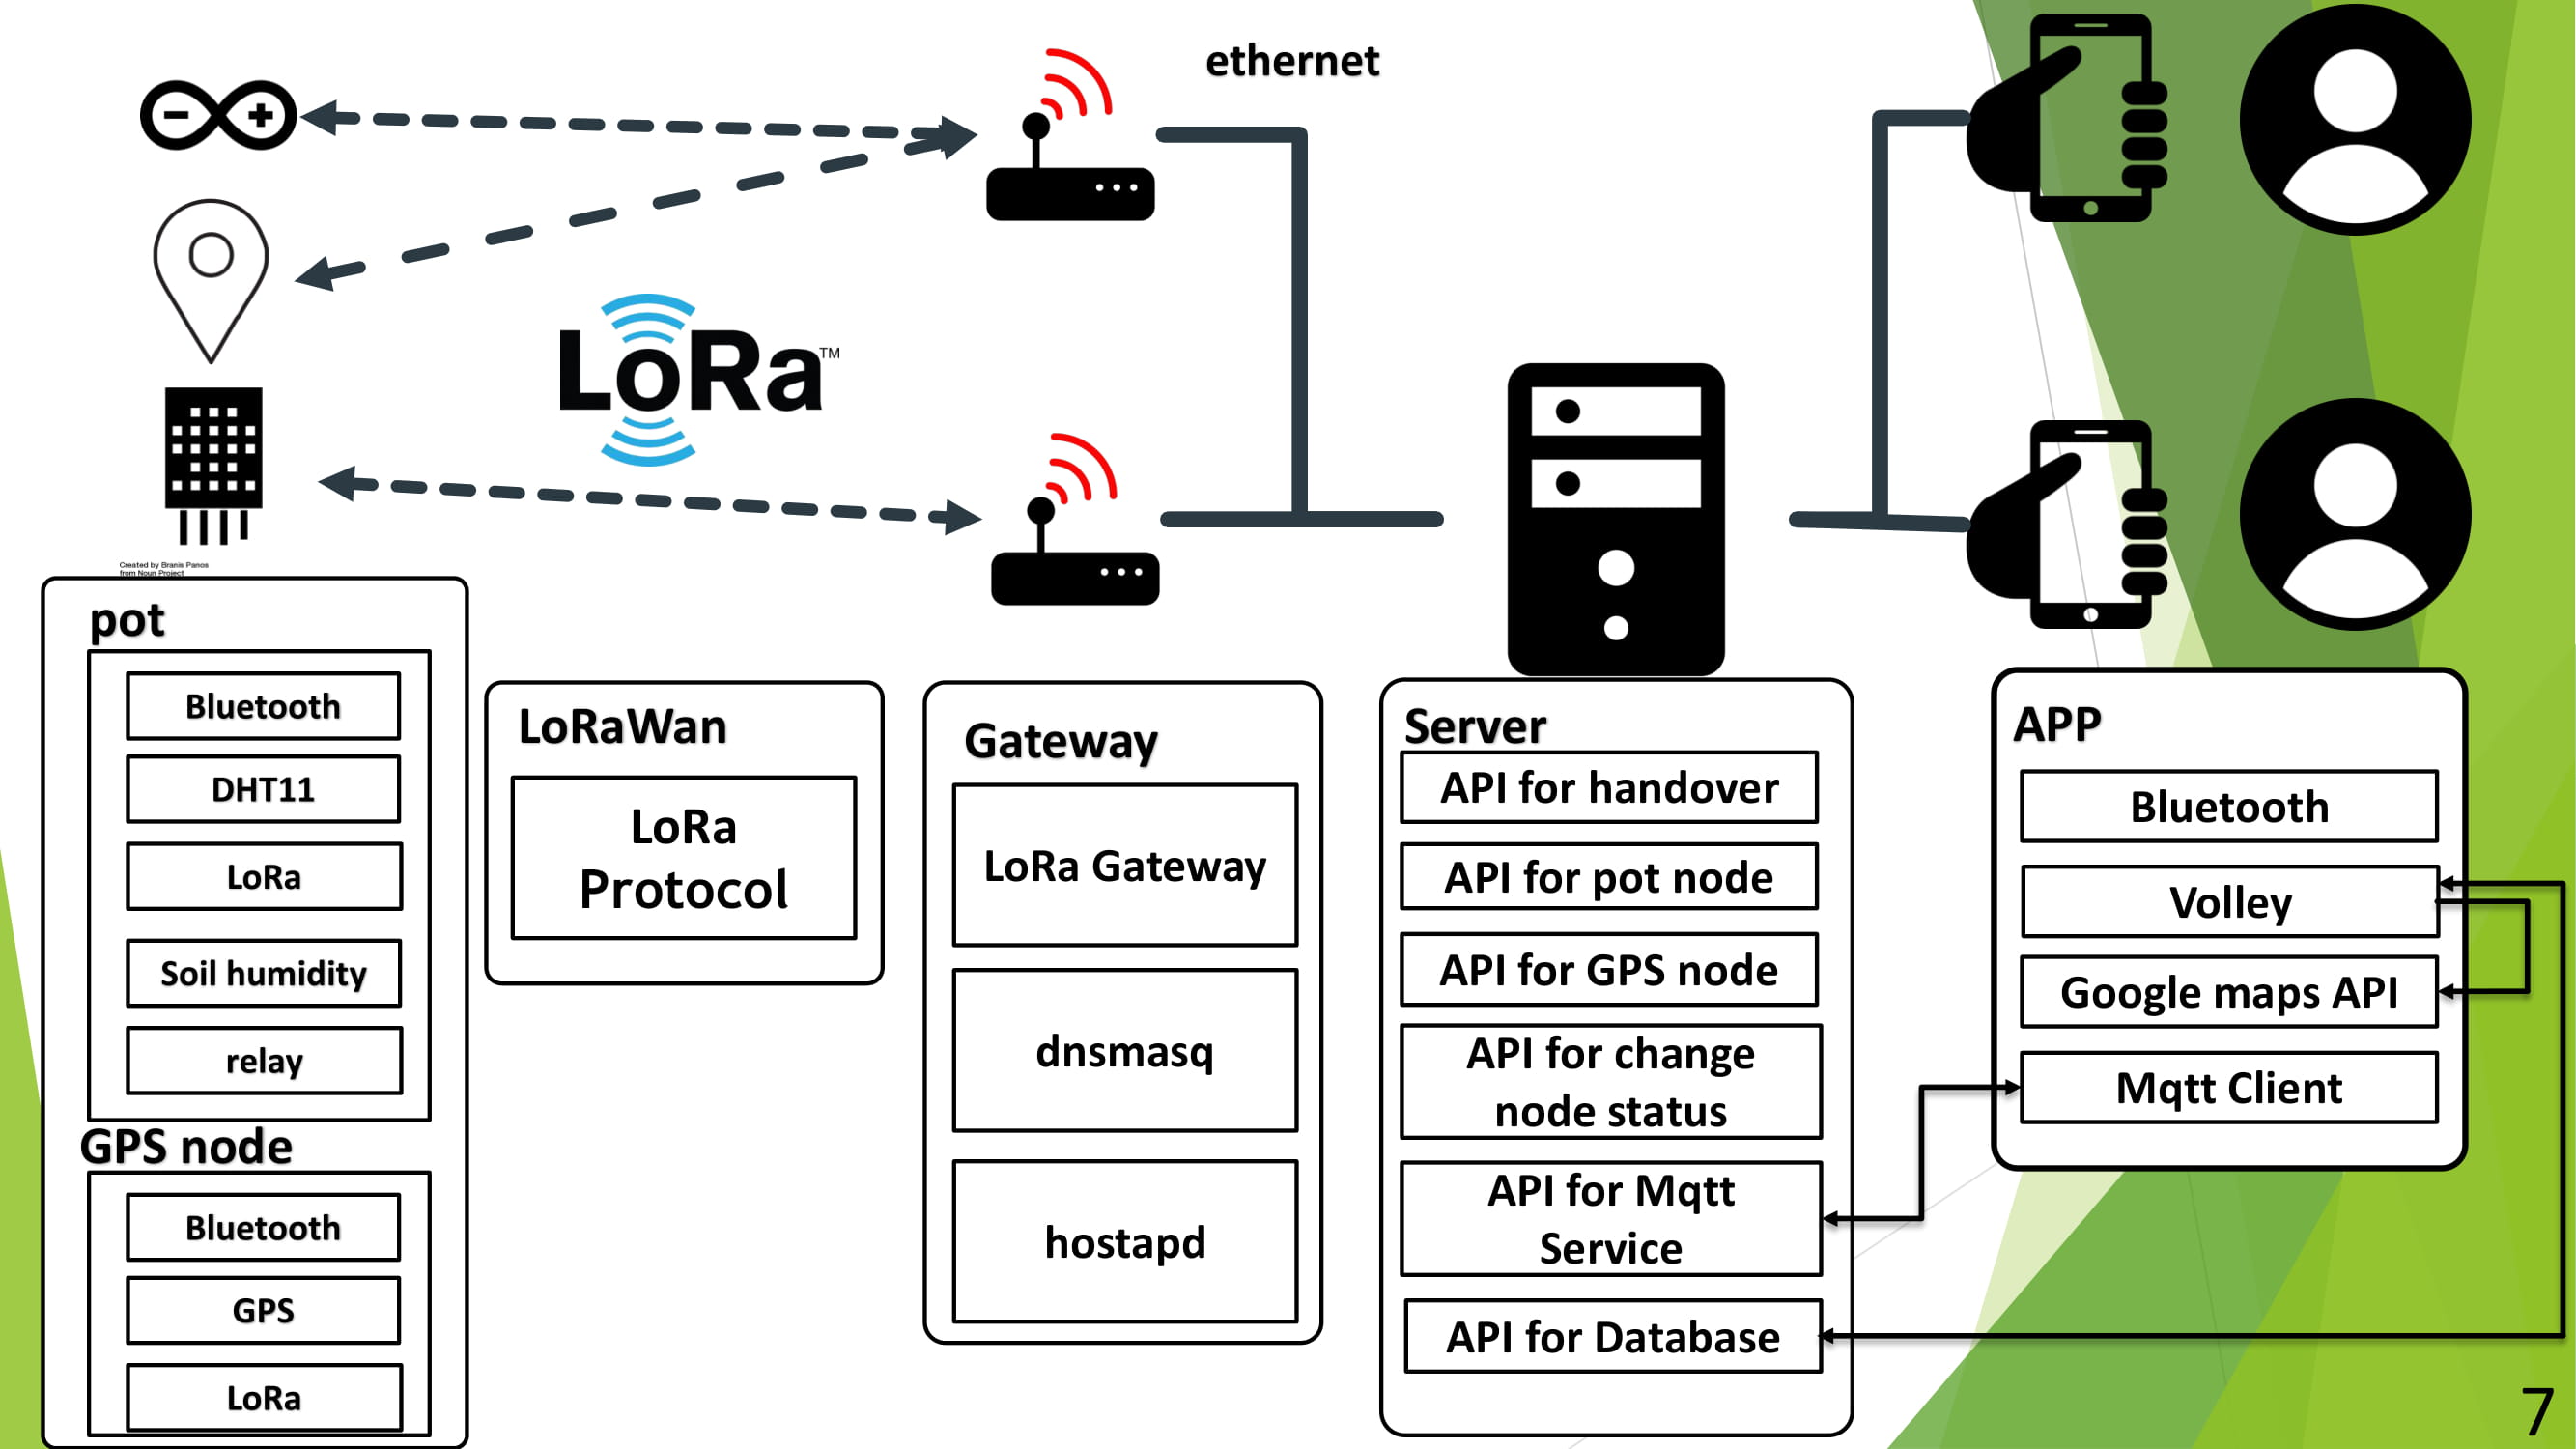 ethernet
LoRa™
Created by Branis Panos
from Noun Project
pot
Bluetooth
DHT11
LoRa
Soil humidity
relay
GPS node
Bluetooth
GPS
LoRa
LoRaWan
LoRa
Protocol
Gateway
LoRa Gateway
dnsmasq
hostapd
Server
API for handover
API for pot node
API for GPS node
API for change
node status
API for Mqtt
Service
API for Database
APP
Bluetooth
Volley
Google maps API
Mqtt Client
7